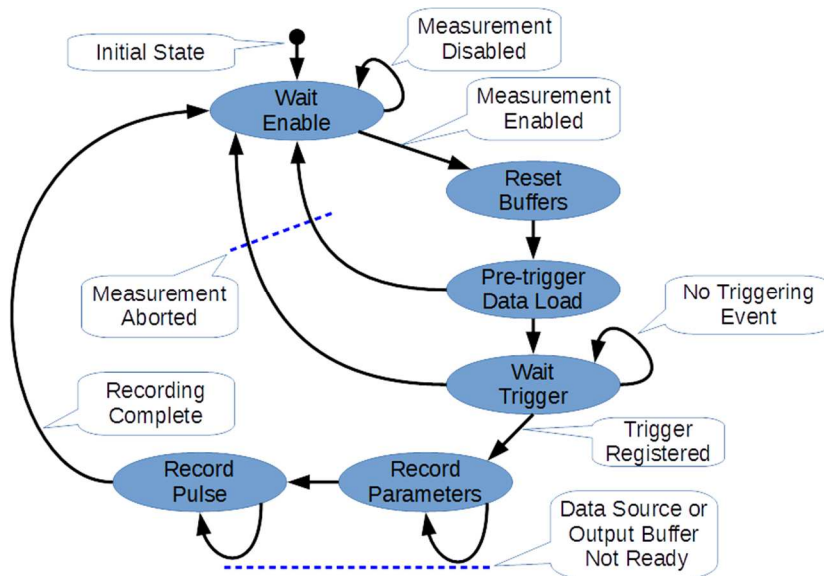 Initial State
Measurement
Disabled
Wait
Enable
Measurement
Enabled
Reset
Buffers
Pre-trigger
Data Load
No Triggering
Event
Measurement
Aborted
Wait
Trigger
Recording
Complete
Trigger
Registered
Record
Pulse
Record
Parameters
Data Source or
Output Buffer
Not Ready